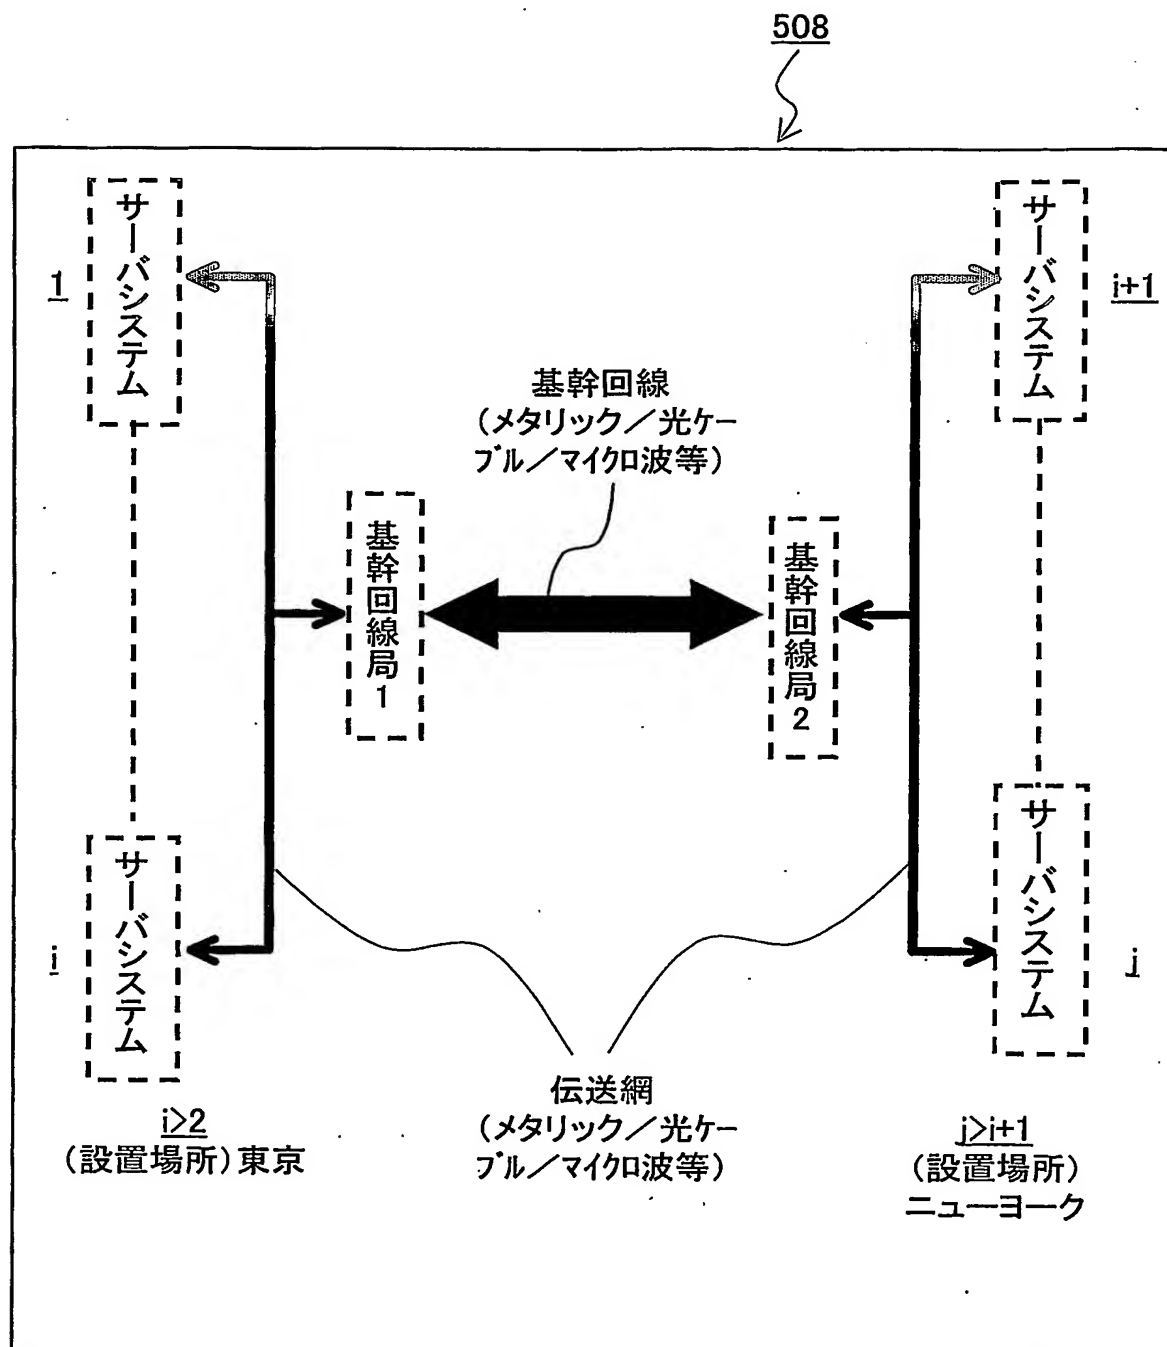 508
サーバシステム
1
サーバシステム
i+1
基幹回線
(メタリック／光ケー
ブル／マイクロ波等)
基幹回線局1
基幹回線局2
サーバシステム
i
サーバシステム
j
i>2
(設置場所)東京
伝送網
(メタリック／光ケー
ブル／マイクロ波等)
j>i+1
(設置場所)
ニューヨーク